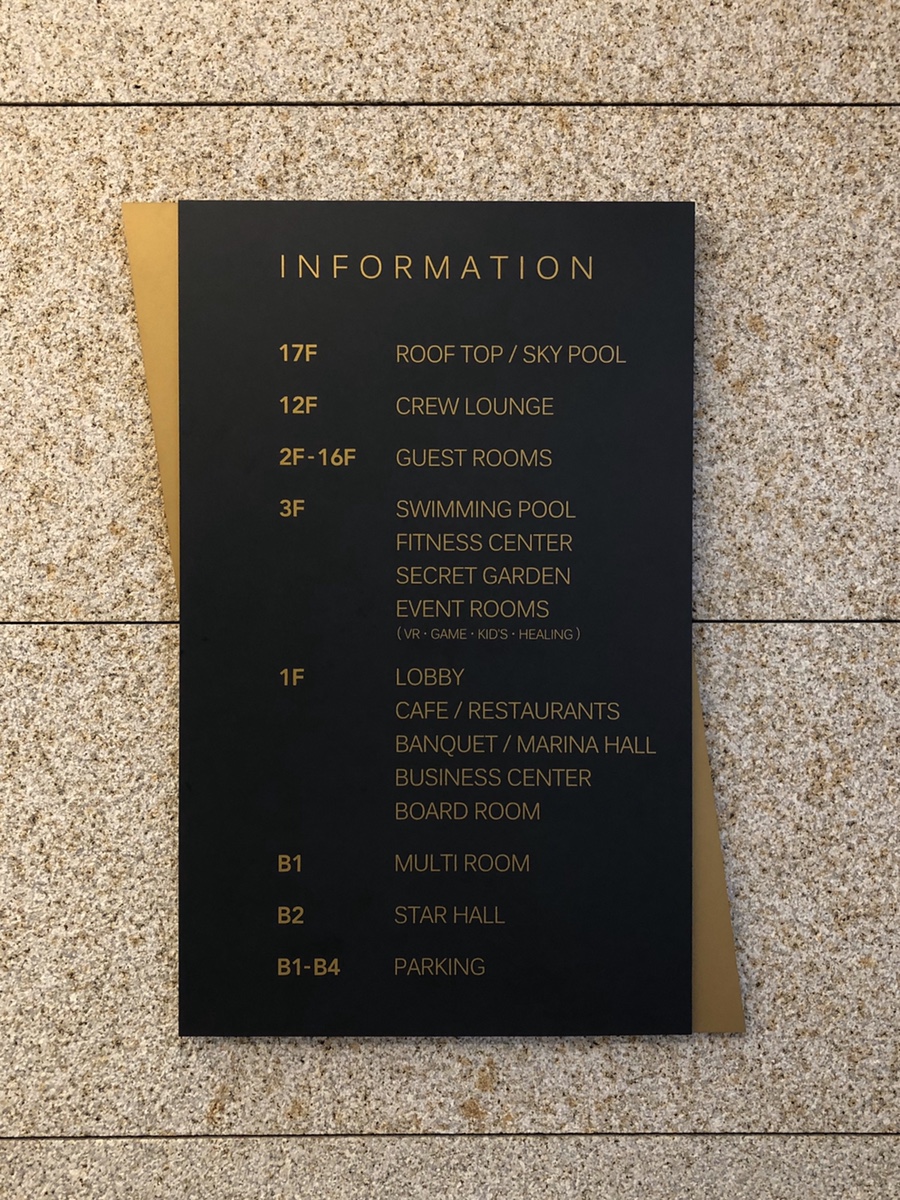 INFORMATION
17F ROOF TOP / SKY POOL
12F CREW LOUNGE
2F-16F GUEST ROOMS
3F SWIMMING POOL
FITNESS CENTER
SECRET GARDEN
EVENT ROOMS
( VR · GAME · KID'S · HEALING )
1F LOBBY
CAFE / RESTAURANTS
BANQUET / MARINA HALL
BUSINESS CENTER
BOARD ROOM
B1 MULTI ROOM
B2 STAR HALL
B1-B4 PARKING